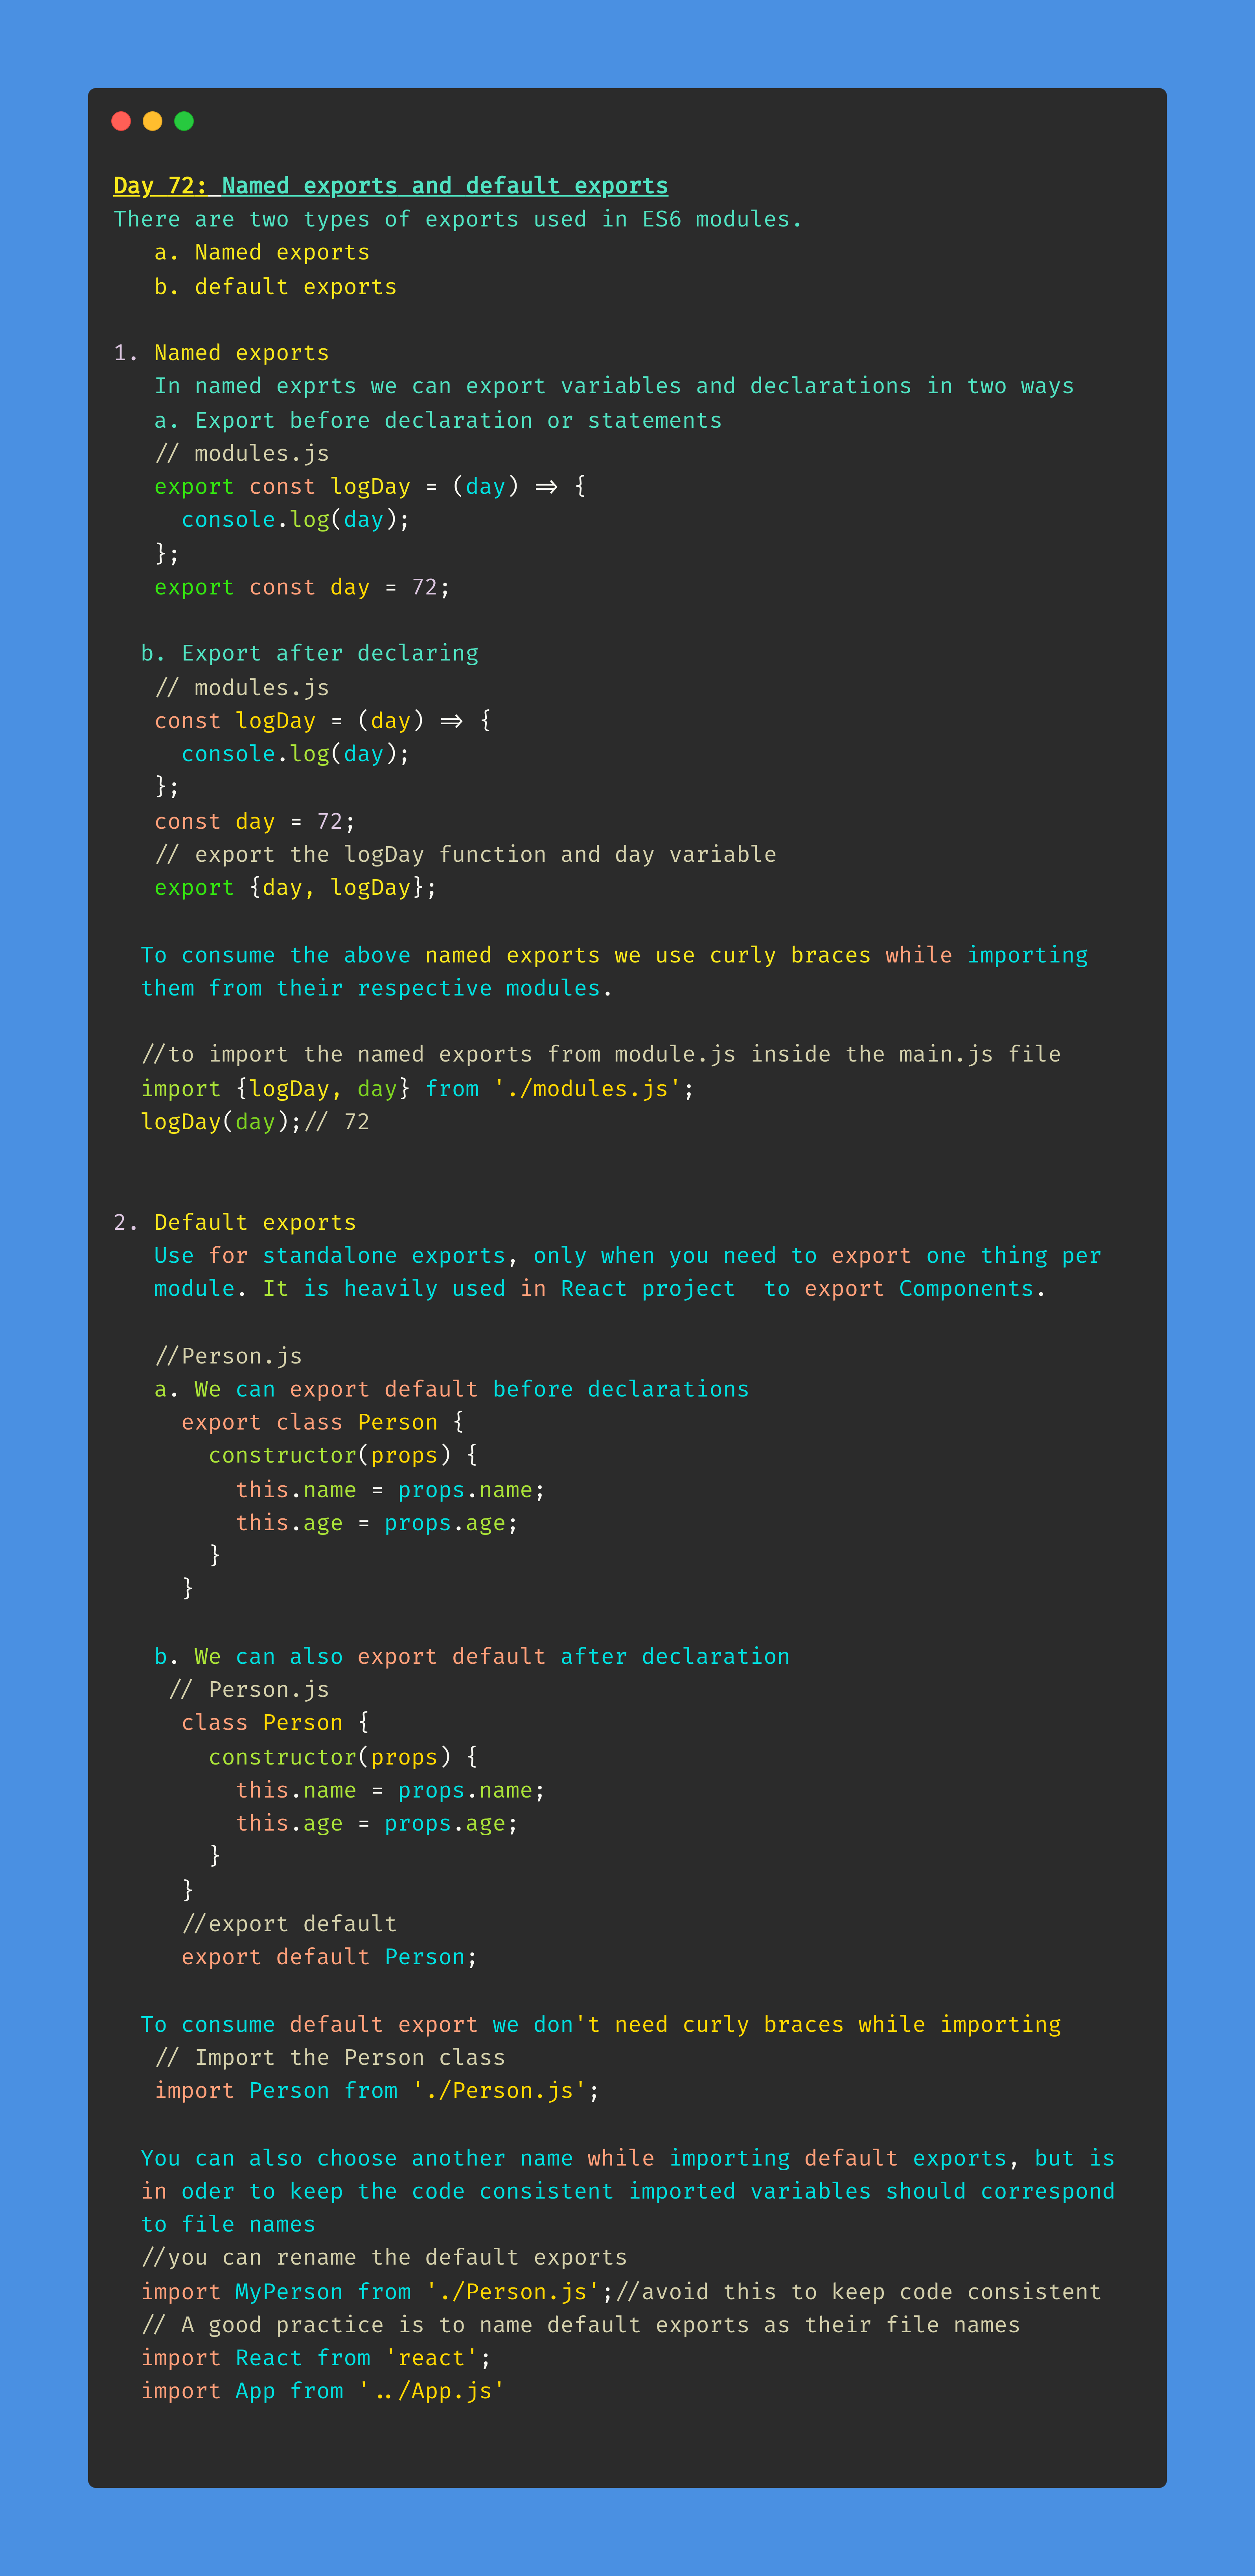 Day 72: Named exports and default exports
There are two types of exports used in ES6 modules.
a. Named exports
b. default exports
1. Named exports
In named exprts we can export variables and declarations in two ways
a. Export before declaration or statements
// modules.js
export const logDay = (day) => {
console.log(day);
};
export const day = 72;
b. Export after declaring
// modules.js
const logDay = (day) => {
console.log(day);
};
const day = 72;
// export the logDay function and day variable
export {day, logDay};
To consume the above named exports we use curly braces while importing
them from their respective modules.
//to import the named exports from module.js inside the main.js file
import {logDay, day} from './modules.js';
logDay(day);// 72
2. Default exports
Use for standalone exports, only when you need to export one thing per
module. It is heavily used in React project  to export Components.
//Person.js
a. We can export default before declarations
export class Person {
constructor(props) {
this.name = props.name;
this.age = props.age;
}
}
b. We can also export default after declaration
// Person.js
class Person {
constructor(props) {
this.name = props.name;
this.age = props.age;
}
}
//export default
export default Person;
To consume default export we don't need curly braces while importing
// Import the Person class
import Person from './Person.js';
You can also choose another name while importing default exports, but is
in oder to keep the code consistent imported variables should correspond
to file names
//you can rename the default exports
import MyPerson from './Person.js';//avoid this to keep code consistent
// A good practice is to name default exports as their file names
import React from 'react';
import App from '../App.js'